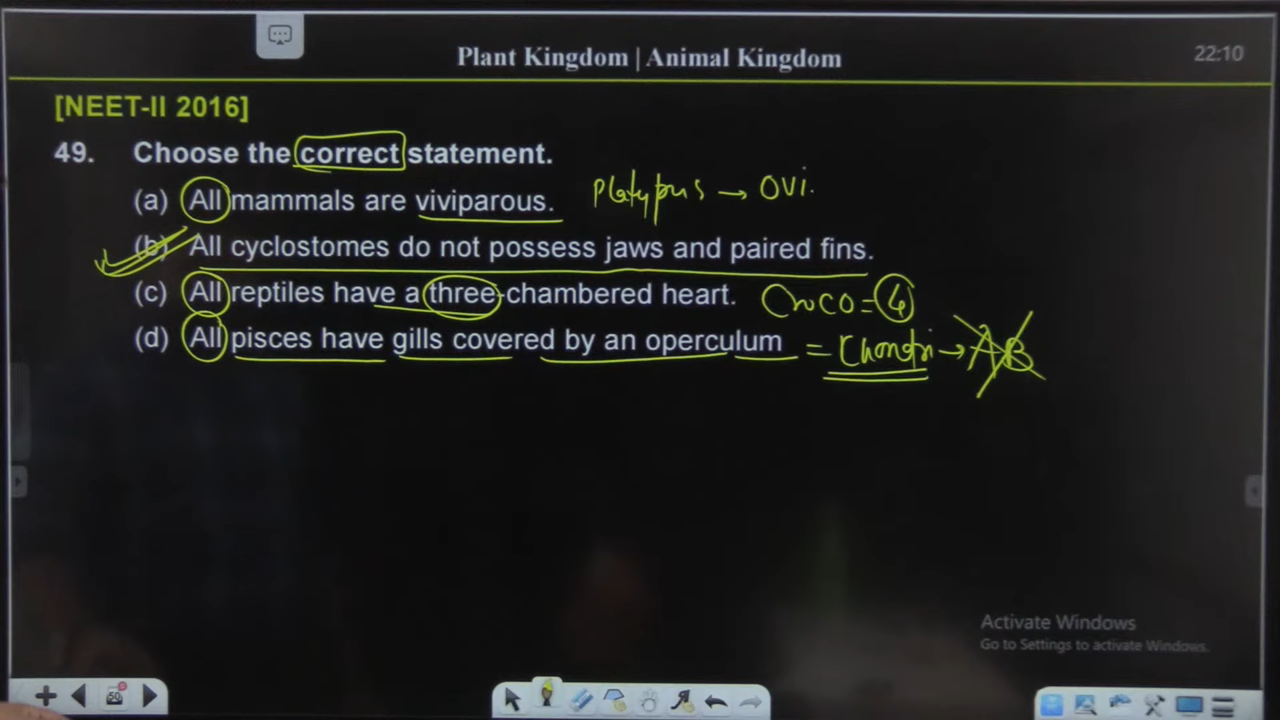 Plant Kingdom | Animal Kingdom
22:10
[NEET-II 2016]
49. Choose the correct statement.
(a) All mammals are viviparous. Platypus → OVI.
(b) All cyclostomes do not possess jaws and paired fins.
(c) All reptiles have a three-chambered heart. Croco = 4
(d) All pisces have gills covered by an operculum = Chondri → AB
Activate Windows
Go to Settings to activate Windows.
50